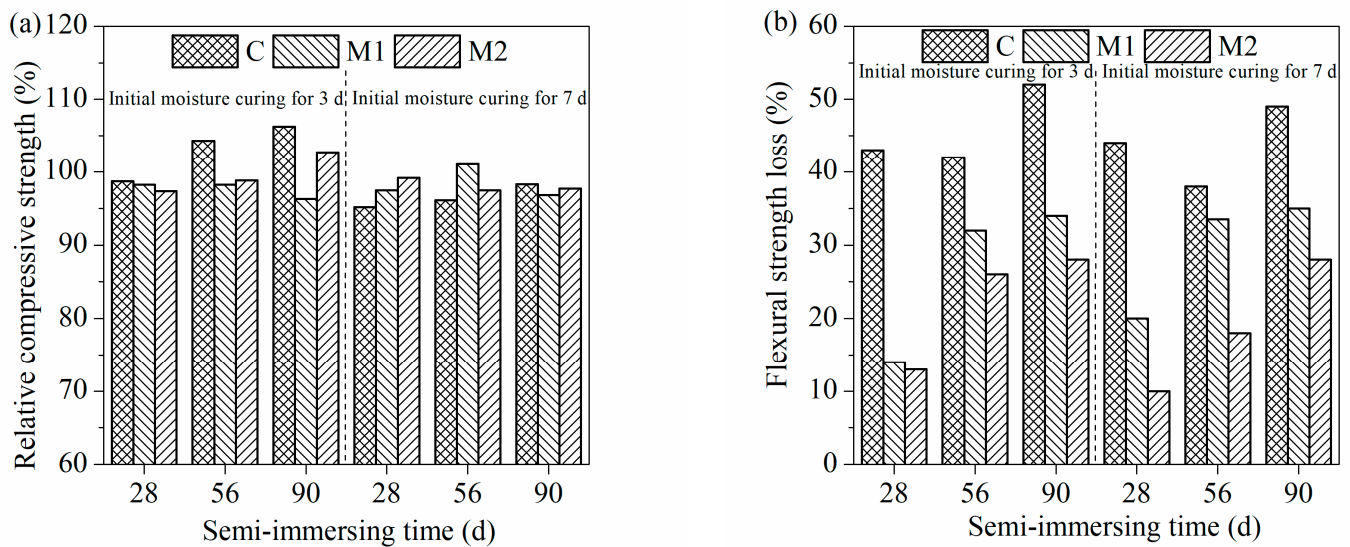 (a)
120
110
100
90
80
70
60
Relative compressive strength (%)
C M1 M2
Initial moisture curing for 3 d
Initial moisture curing for 7 d
28 56 90 28 56 90
Semi-immersing time (d)
(b)
60
50
40
30
20
10
0
Flexural strength loss (%)
C M1 M2
Initial moisture curing for 3 d
Initial moisture curing for 7 d
28 56 90 28 56 90
Semi-immersing time (d)